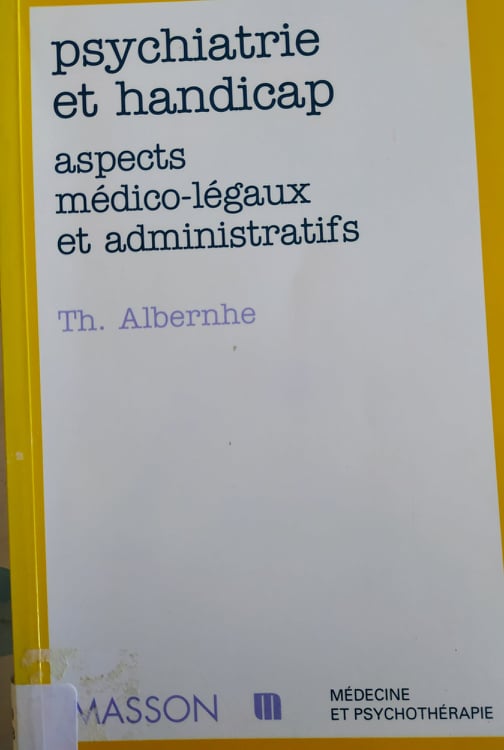 psychiatrie
et handicap
aspects
médico-légaux
et administratifs
Th. Albernhe
MASSON
MÉDECINE
ET PSYCHOTHÉRAPIE